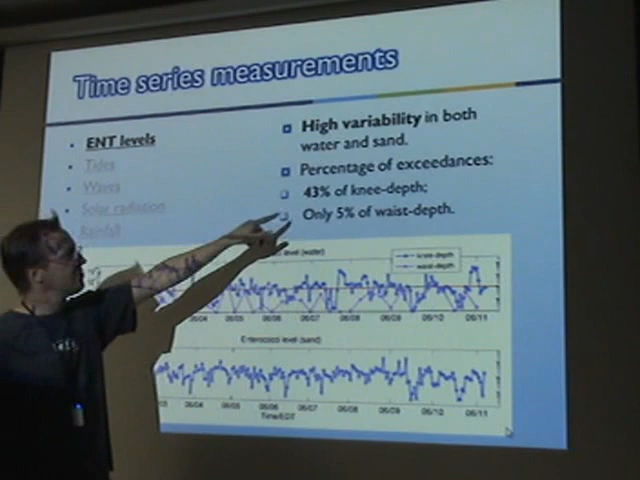 Time series measurements
ENT levels
Tides
Waves
Solar radiation
Rainfall
High variability in both
water and sand.
Percentage of exceedances:
43% of knee-depth;
Only 5% of waist-depth.
level (water)
knee-depth
waist-depth
06/04 06/05 06/06 06/07 06/08 06/09 06/10 06/11
Enterococci level (sand)
06/04 06/05 06/06 06/07 06/08 06/09 06/10 06/11
Time/EDT